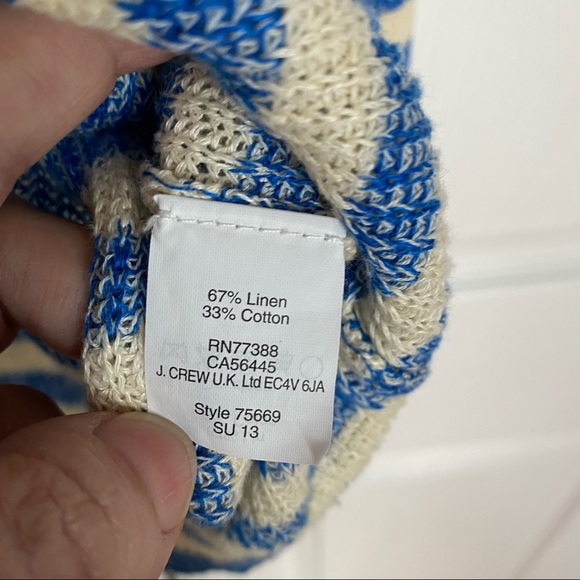 67% Linen
33% Cotton
RN77388
CA56445
J. CREW U.K. Ltd EC4V 6JA
Style 75669
SU 13